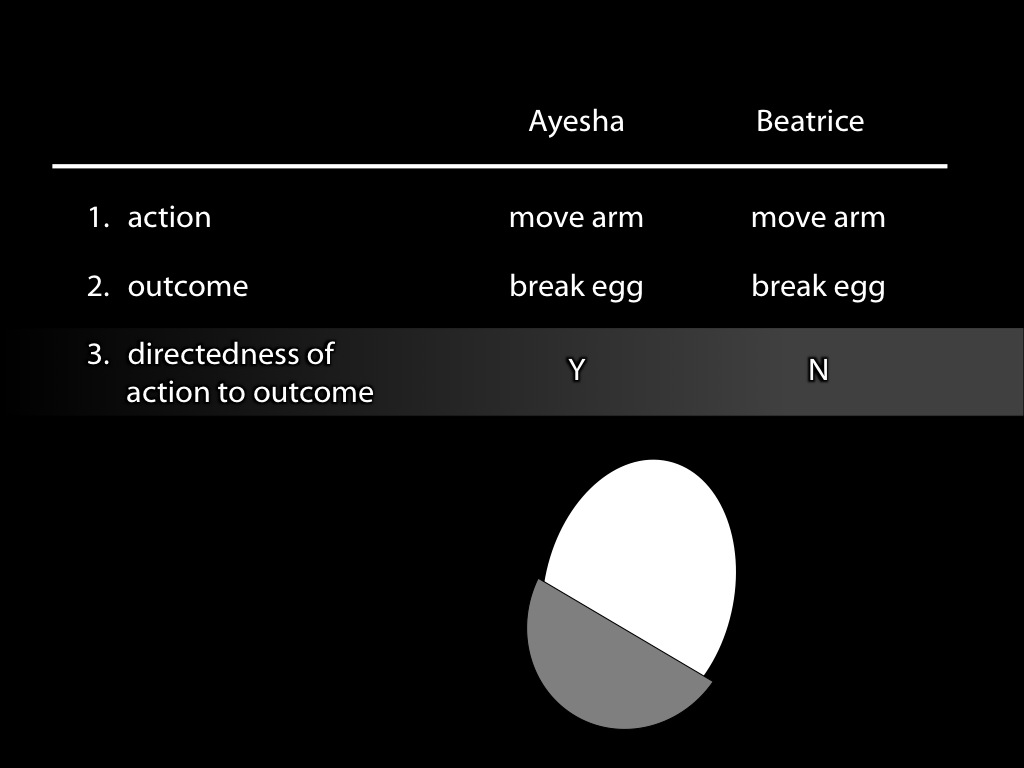 Ayesha Beatrice
1. action move arm move arm
2. outcome break egg break egg
3. directedness of
action to outcome Y N